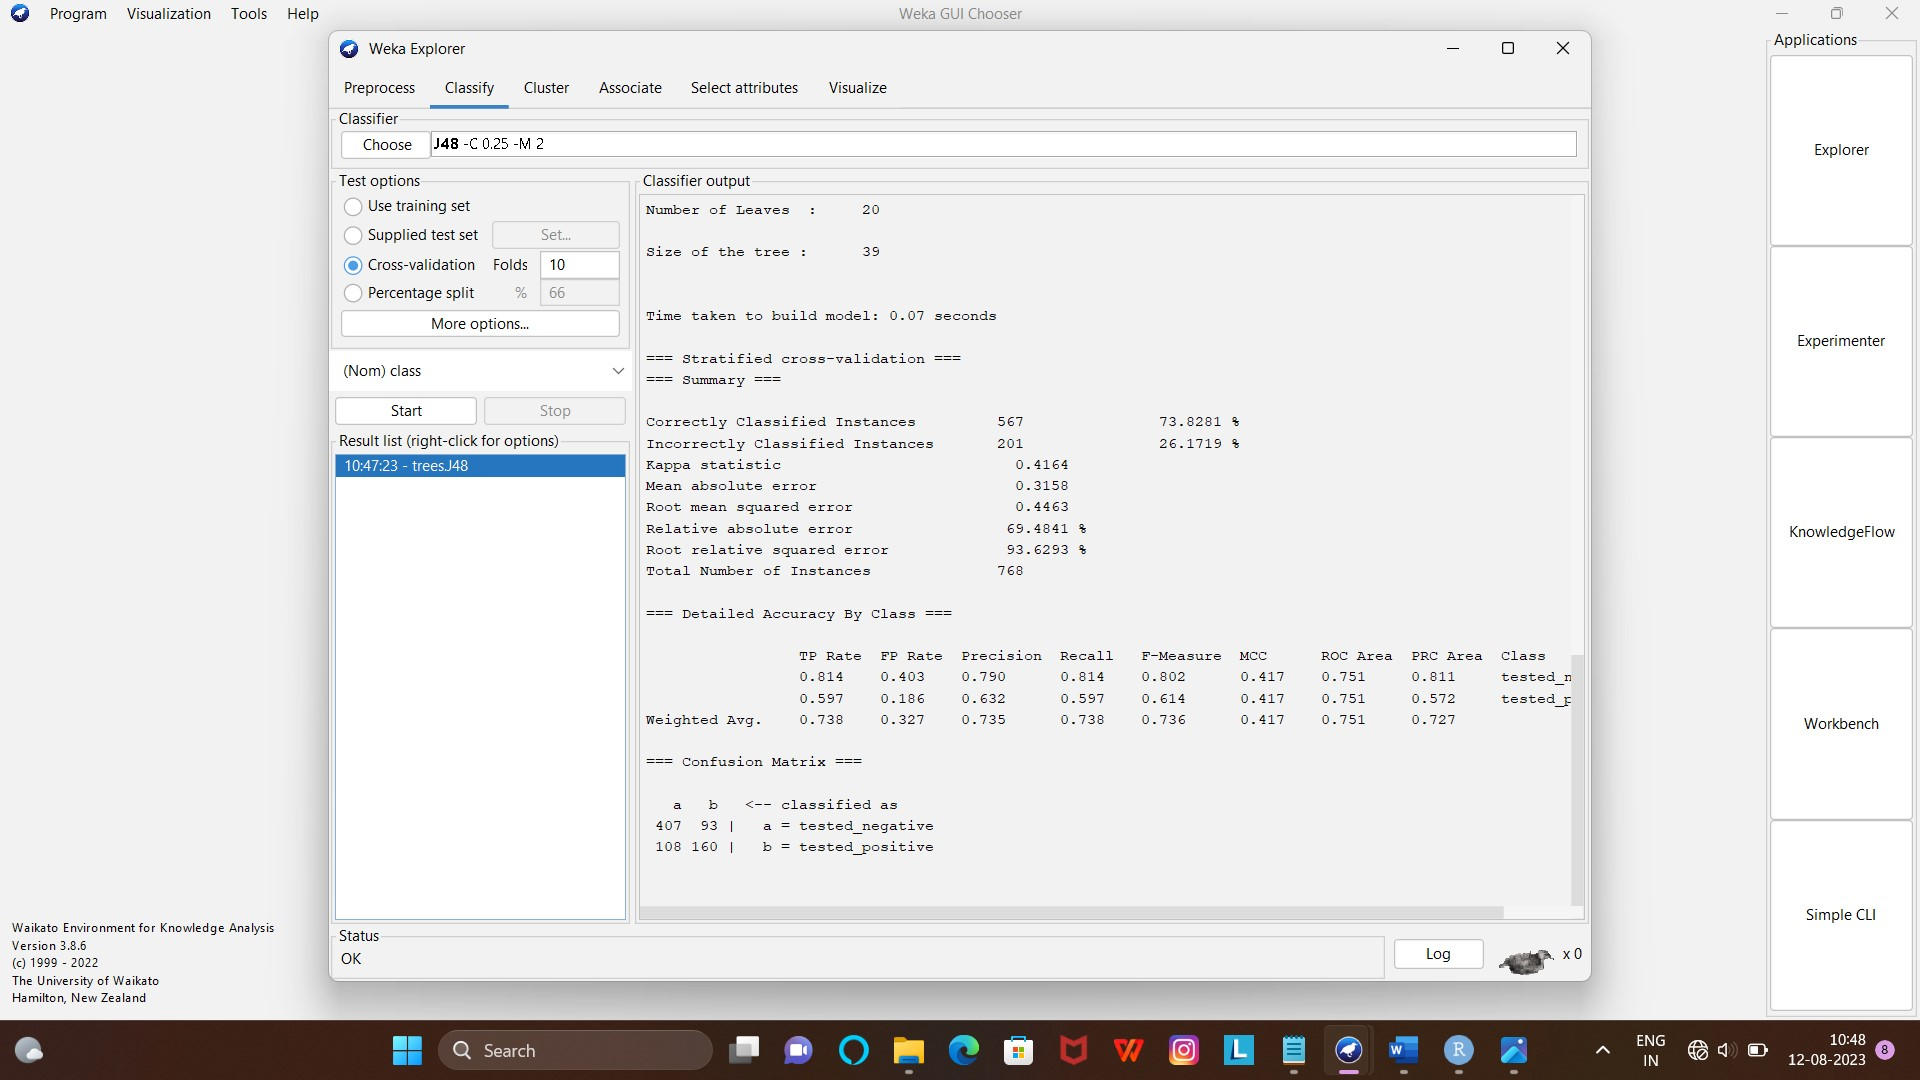 Program Visualization Tools Help
Weka GUI Chooser
Weka Explorer
Preprocess Classify Cluster Associate Select attributes Visualize
Classifier
Choose J48 -C 0.25 -M 2
Test options
Use training set
Supplied test set Set...
Cross-validation Folds 10
Percentage split % 66
More options...
(Nom) class
Start Stop
Result list (right-click for options)
10:47:23 - trees.J48
Classifier output
Number of Leaves : 20
Size of the tree : 39
Time taken to build model: 0.07 seconds
=== Stratified cross-validation ===
=== Summary ===
Correctly Classified Instances 567 73.8281 %
Incorrectly Classified Instances 201 26.1719 %
Kappa statistic 0.4164
Mean absolute error 0.3158
Root mean squared error 0.4463
Relative absolute error 69.4841 %
Root relative squared error 93.6293 %
Total Number of Instances 768
=== Detailed Accuracy By Class ===
TP Rate FP Rate Precision Recall F-Measure MCC ROC Area PRC Area Class
0.814 0.403 0.790 0.814 0.802 0.417 0.751 0.811 tested_n
0.597 0.186 0.632 0.597 0.614 0.417 0.751 0.572 tested_p
Weighted Avg. 0.738 0.327 0.735 0.738 0.736 0.417 0.751 0.727
=== Confusion Matrix ===
a b <-- classified as
407 93 | a = tested_negative
108 160 | b = tested_positive
Status
OK
Log
x 0
Applications
Explorer
Experimenter
KnowledgeFlow
Workbench
Simple CLI
Waikato Environment for Knowledge Analysis
Version 3.8.6
(c) 1999 - 2022
The University of Waikato
Hamilton, New Zealand
Search
L
W
R
ENG
IN
10:48
12-08-2023
8